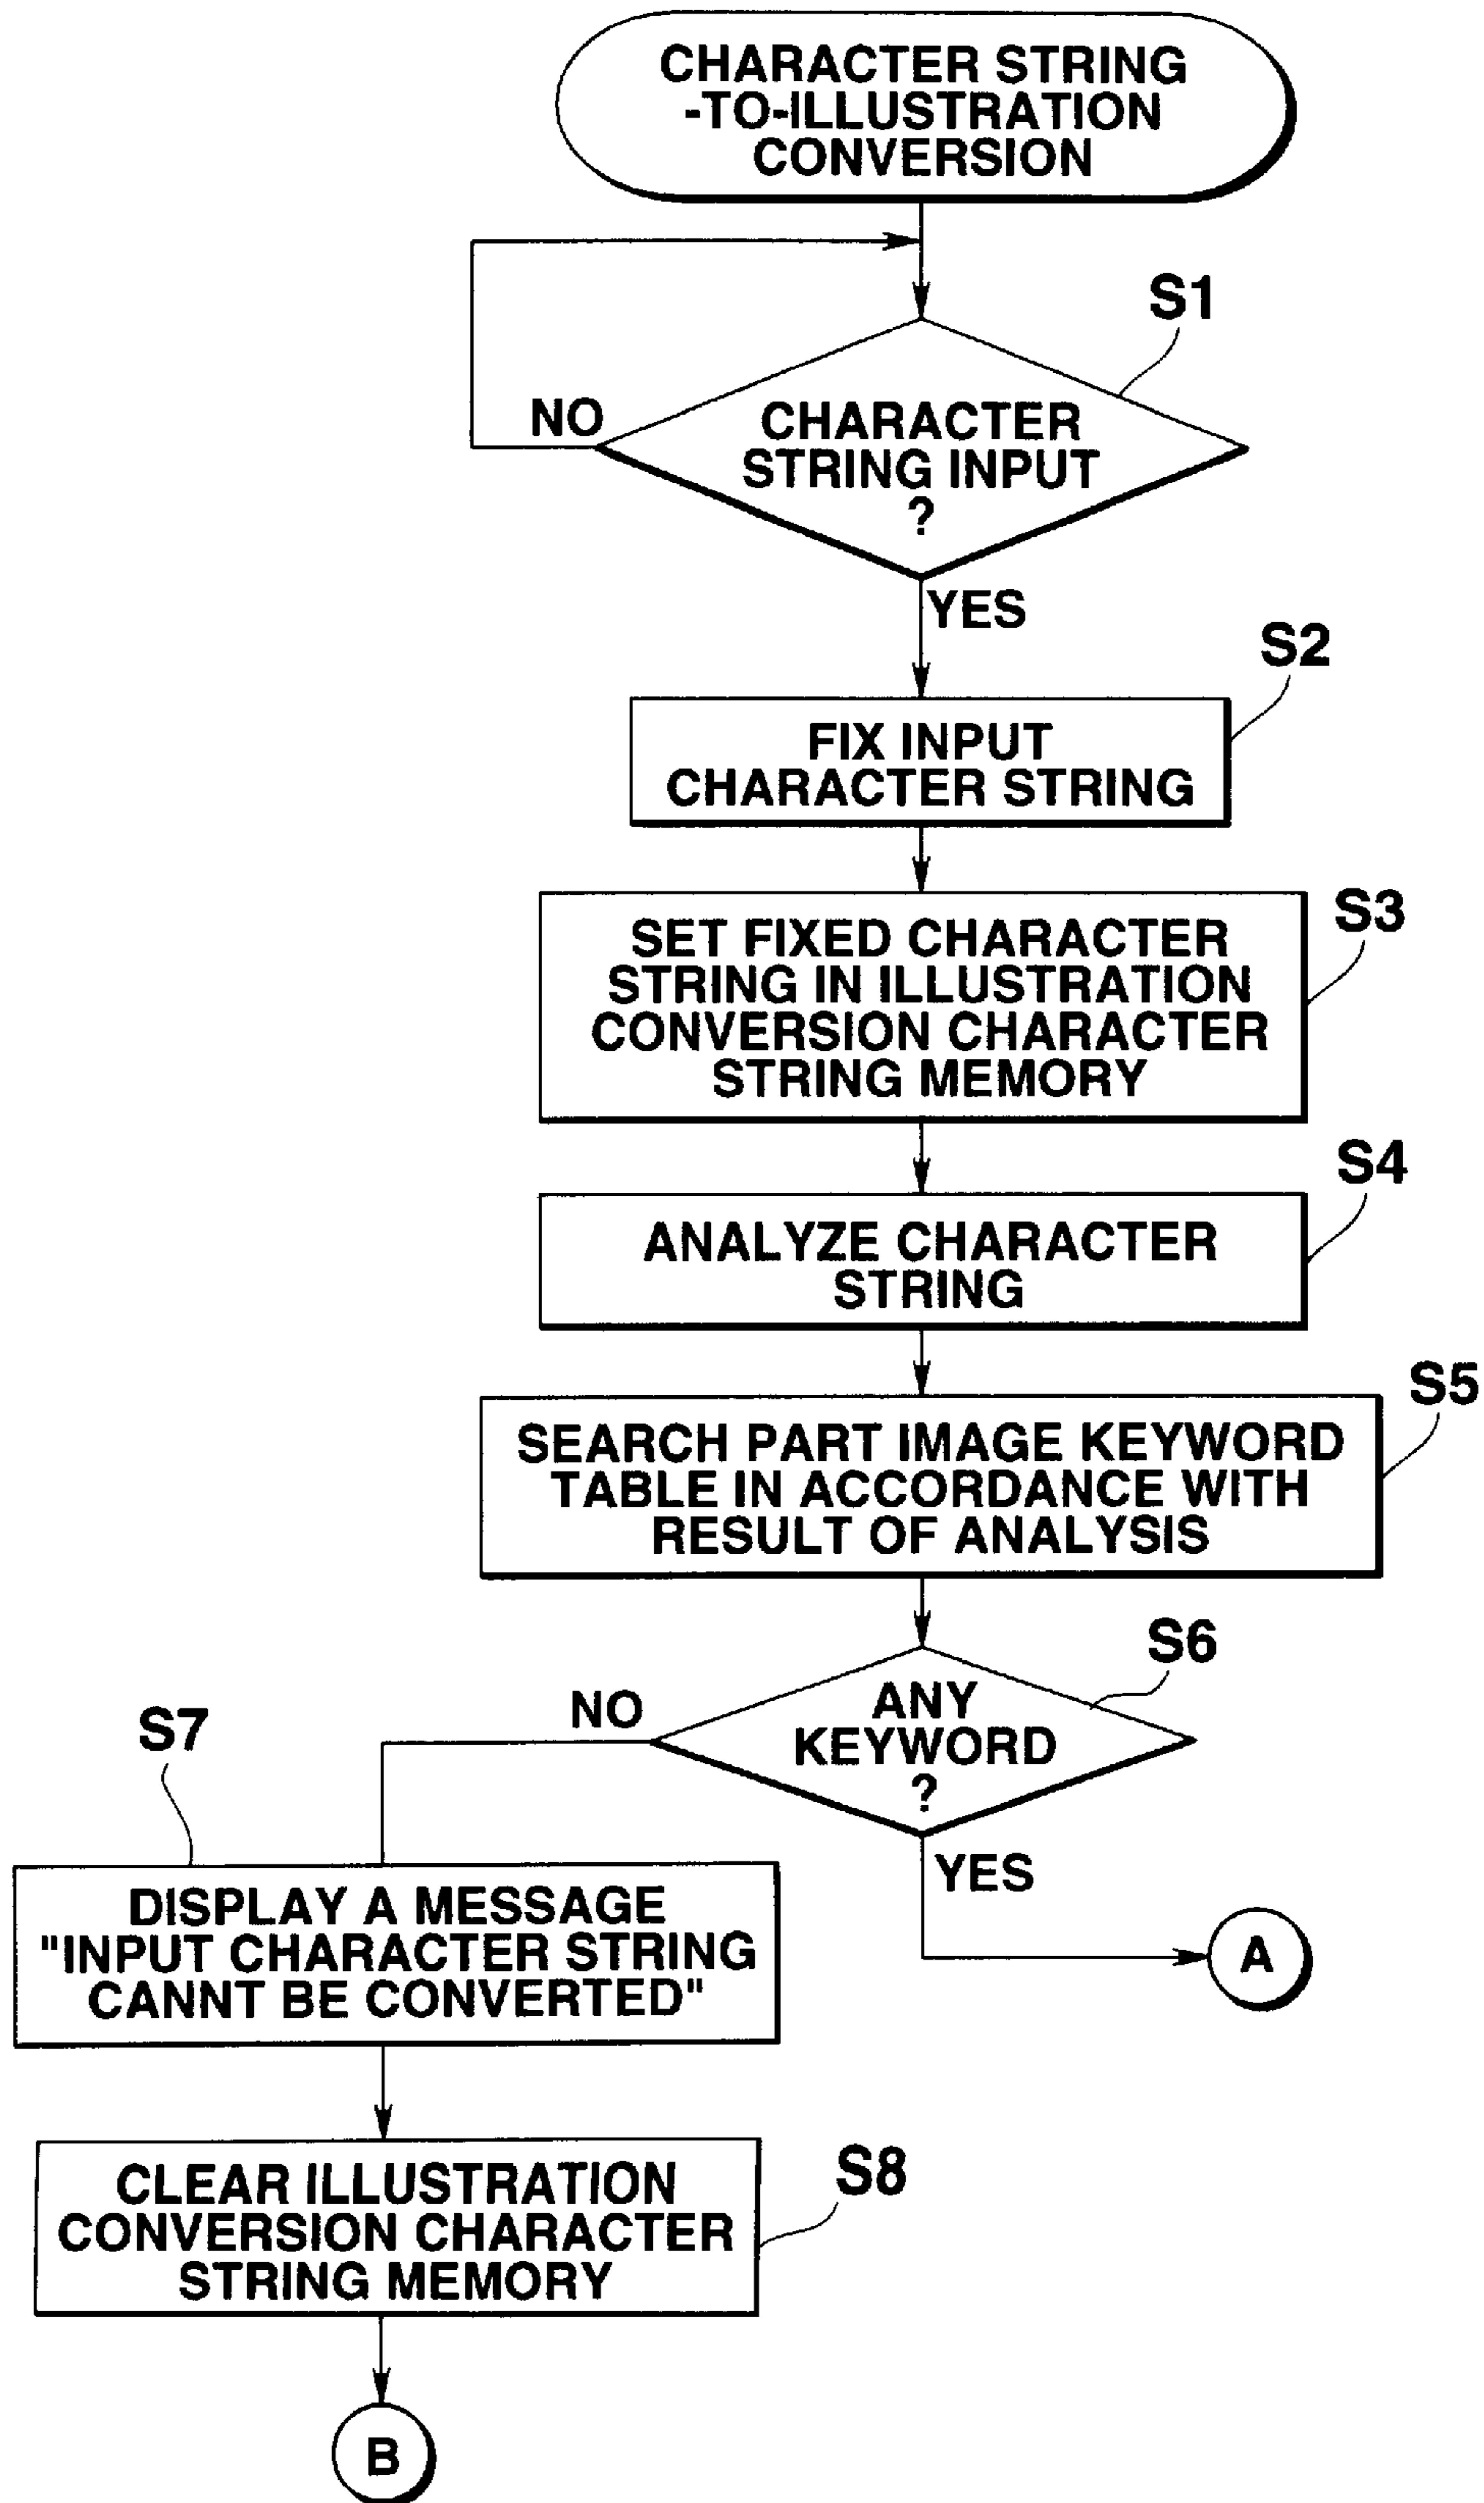 CHARACTER STRING
-TO-ILLUSTRATION
CONVERSION
S1
NO
CHARACTER
STRING INPUT
?
YES
S2
FIX INPUT
CHARACTER STRING
S3
SET FIXED CHARACTER
STRING IN ILLUSTRATION
CONVERSION CHARACTER
STRING MEMORY
S4
ANALYZE CHARACTER
STRING
S5
SEARCH PART IMAGE KEYWORD
TABLE IN ACCORDANCE WITH
RESULT OF ANALYSIS
S6
NO
ANY
KEYWORD
?
YES
A
S7
DISPLAY A MESSAGE
"INPUT CHARACTER STRING
CANNT BE CONVERTED"
S8
CLEAR ILLUSTRATION
CONVERSION CHARACTER
STRING MEMORY
B